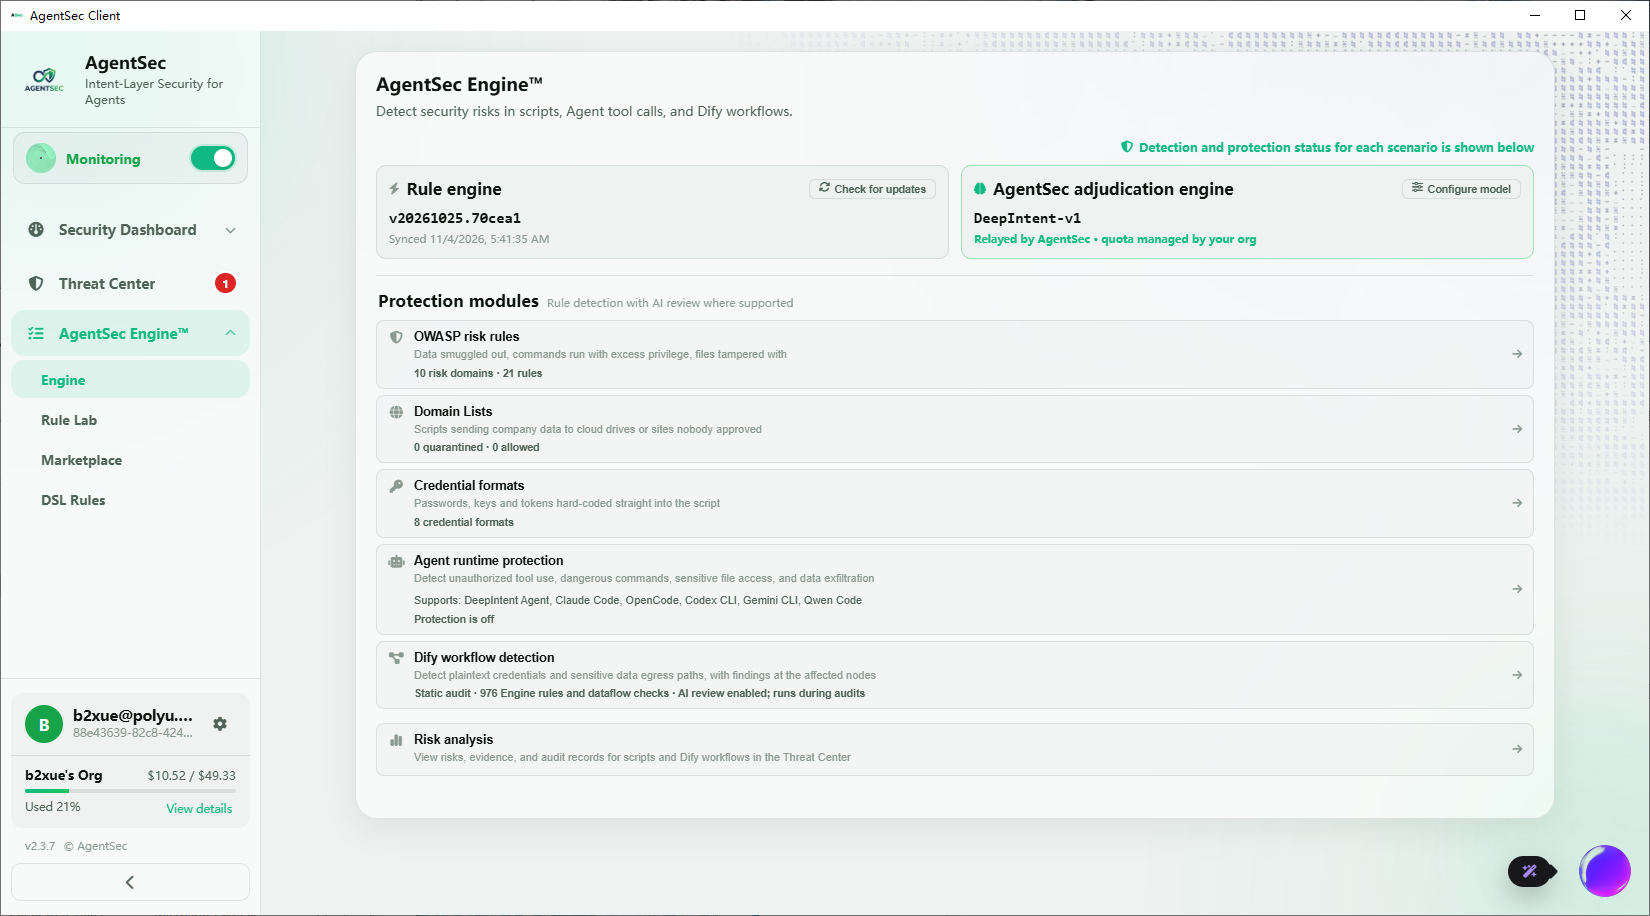 ASec AgentSec Client
AGENTSEC
AgentSec
Intent-Layer Security for
Agents
Monitoring
Security Dashboard
Threat Center
1
AgentSec Engine™
Engine
Rule Lab
Marketplace
DSL Rules
B
b2xue@polyu....
88e43639-82c8-424...
b2xue's Org
$10.52 / $49.33
Used 21%
View details
v2.3.7 © AgentSec
AgentSec Engine™
Detect security risks in scripts, Agent tool calls, and Dify workflows.
Detection and protection status for each scenario is shown below
Rule engine
Check for updates
v20261025.70cea1
Synced 11/4/2026, 5:41:35 AM
AgentSec adjudication engine
Configure model
DeepIntent-v1
Relayed by AgentSec • quota managed by your org
Protection modules
Rule detection with AI review where supported
OWASP risk rules
Data smuggled out, commands run with excess privilege, files tampered with
10 risk domains · 21 rules
Domain Lists
Scripts sending company data to cloud drives or sites nobody approved
0 quarantined · 0 allowed
Credential formats
Passwords, keys and tokens hard-coded straight into the script
8 credential formats
Agent runtime protection
Detect unauthorized tool use, dangerous commands, sensitive file access, and data exfiltration
Supports: DeepIntent Agent, Claude Code, OpenCode, Codex CLI, Gemini CLI, Qwen Code
Protection is off
Dify workflow detection
Detect plaintext credentials and sensitive data egress paths, with findings at the affected nodes
Static audit · 976 Engine rules and dataflow checks · AI review enabled; runs during audits
Risk analysis
View risks, evidence, and audit records for scripts and Dify workflows in the Threat Center